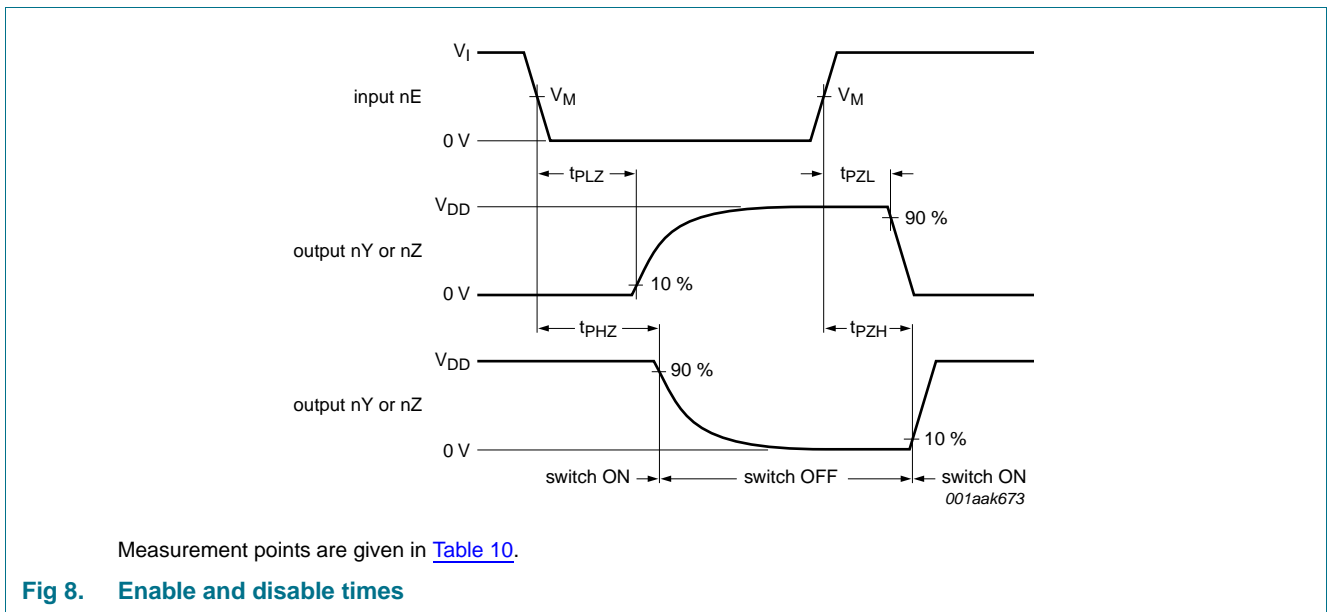 V_I
input nE
V_M
V_M
0 V
t_PLZ
t_PZL
V_DD
90 %
output nY or nZ
10 %
0 V
t_PHZ
t_PZH
V_DD
90 %
output nY or nZ
10 %
0 V
switch ON
switch OFF
switch ON
001aak673
Measurement points are given in Table 10.
Fig 8. Enable and disable times